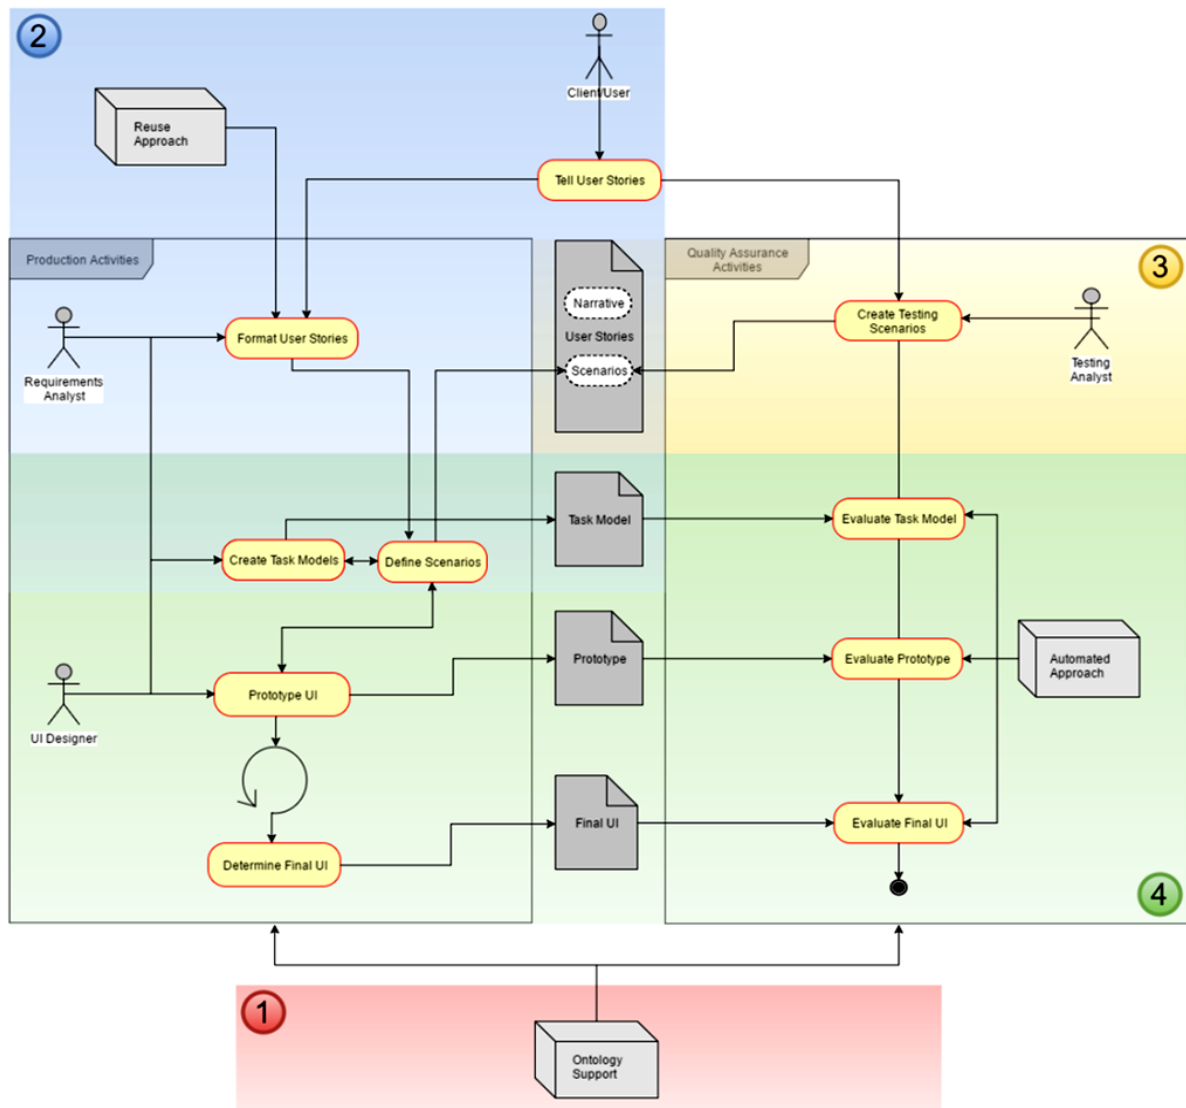 2
Client/User
Reuse
Approach
Tell User Stories
Production Activities
Quality Assurance
Activities
3
Narrative
User Stories
Scenarios
Format User Stories
Create Testing
Scenarios
Requirements
Analyst
Testing
Analyst
Task Model
Evaluate Task Model
Create Task Models
Define Scenarios
Prototype
Evaluate Prototype
Automated
Approach
Prototype UI
UI Designer
Final UI
Evaluate Final UI
Determine Final UI
4
1
Ontology
Support